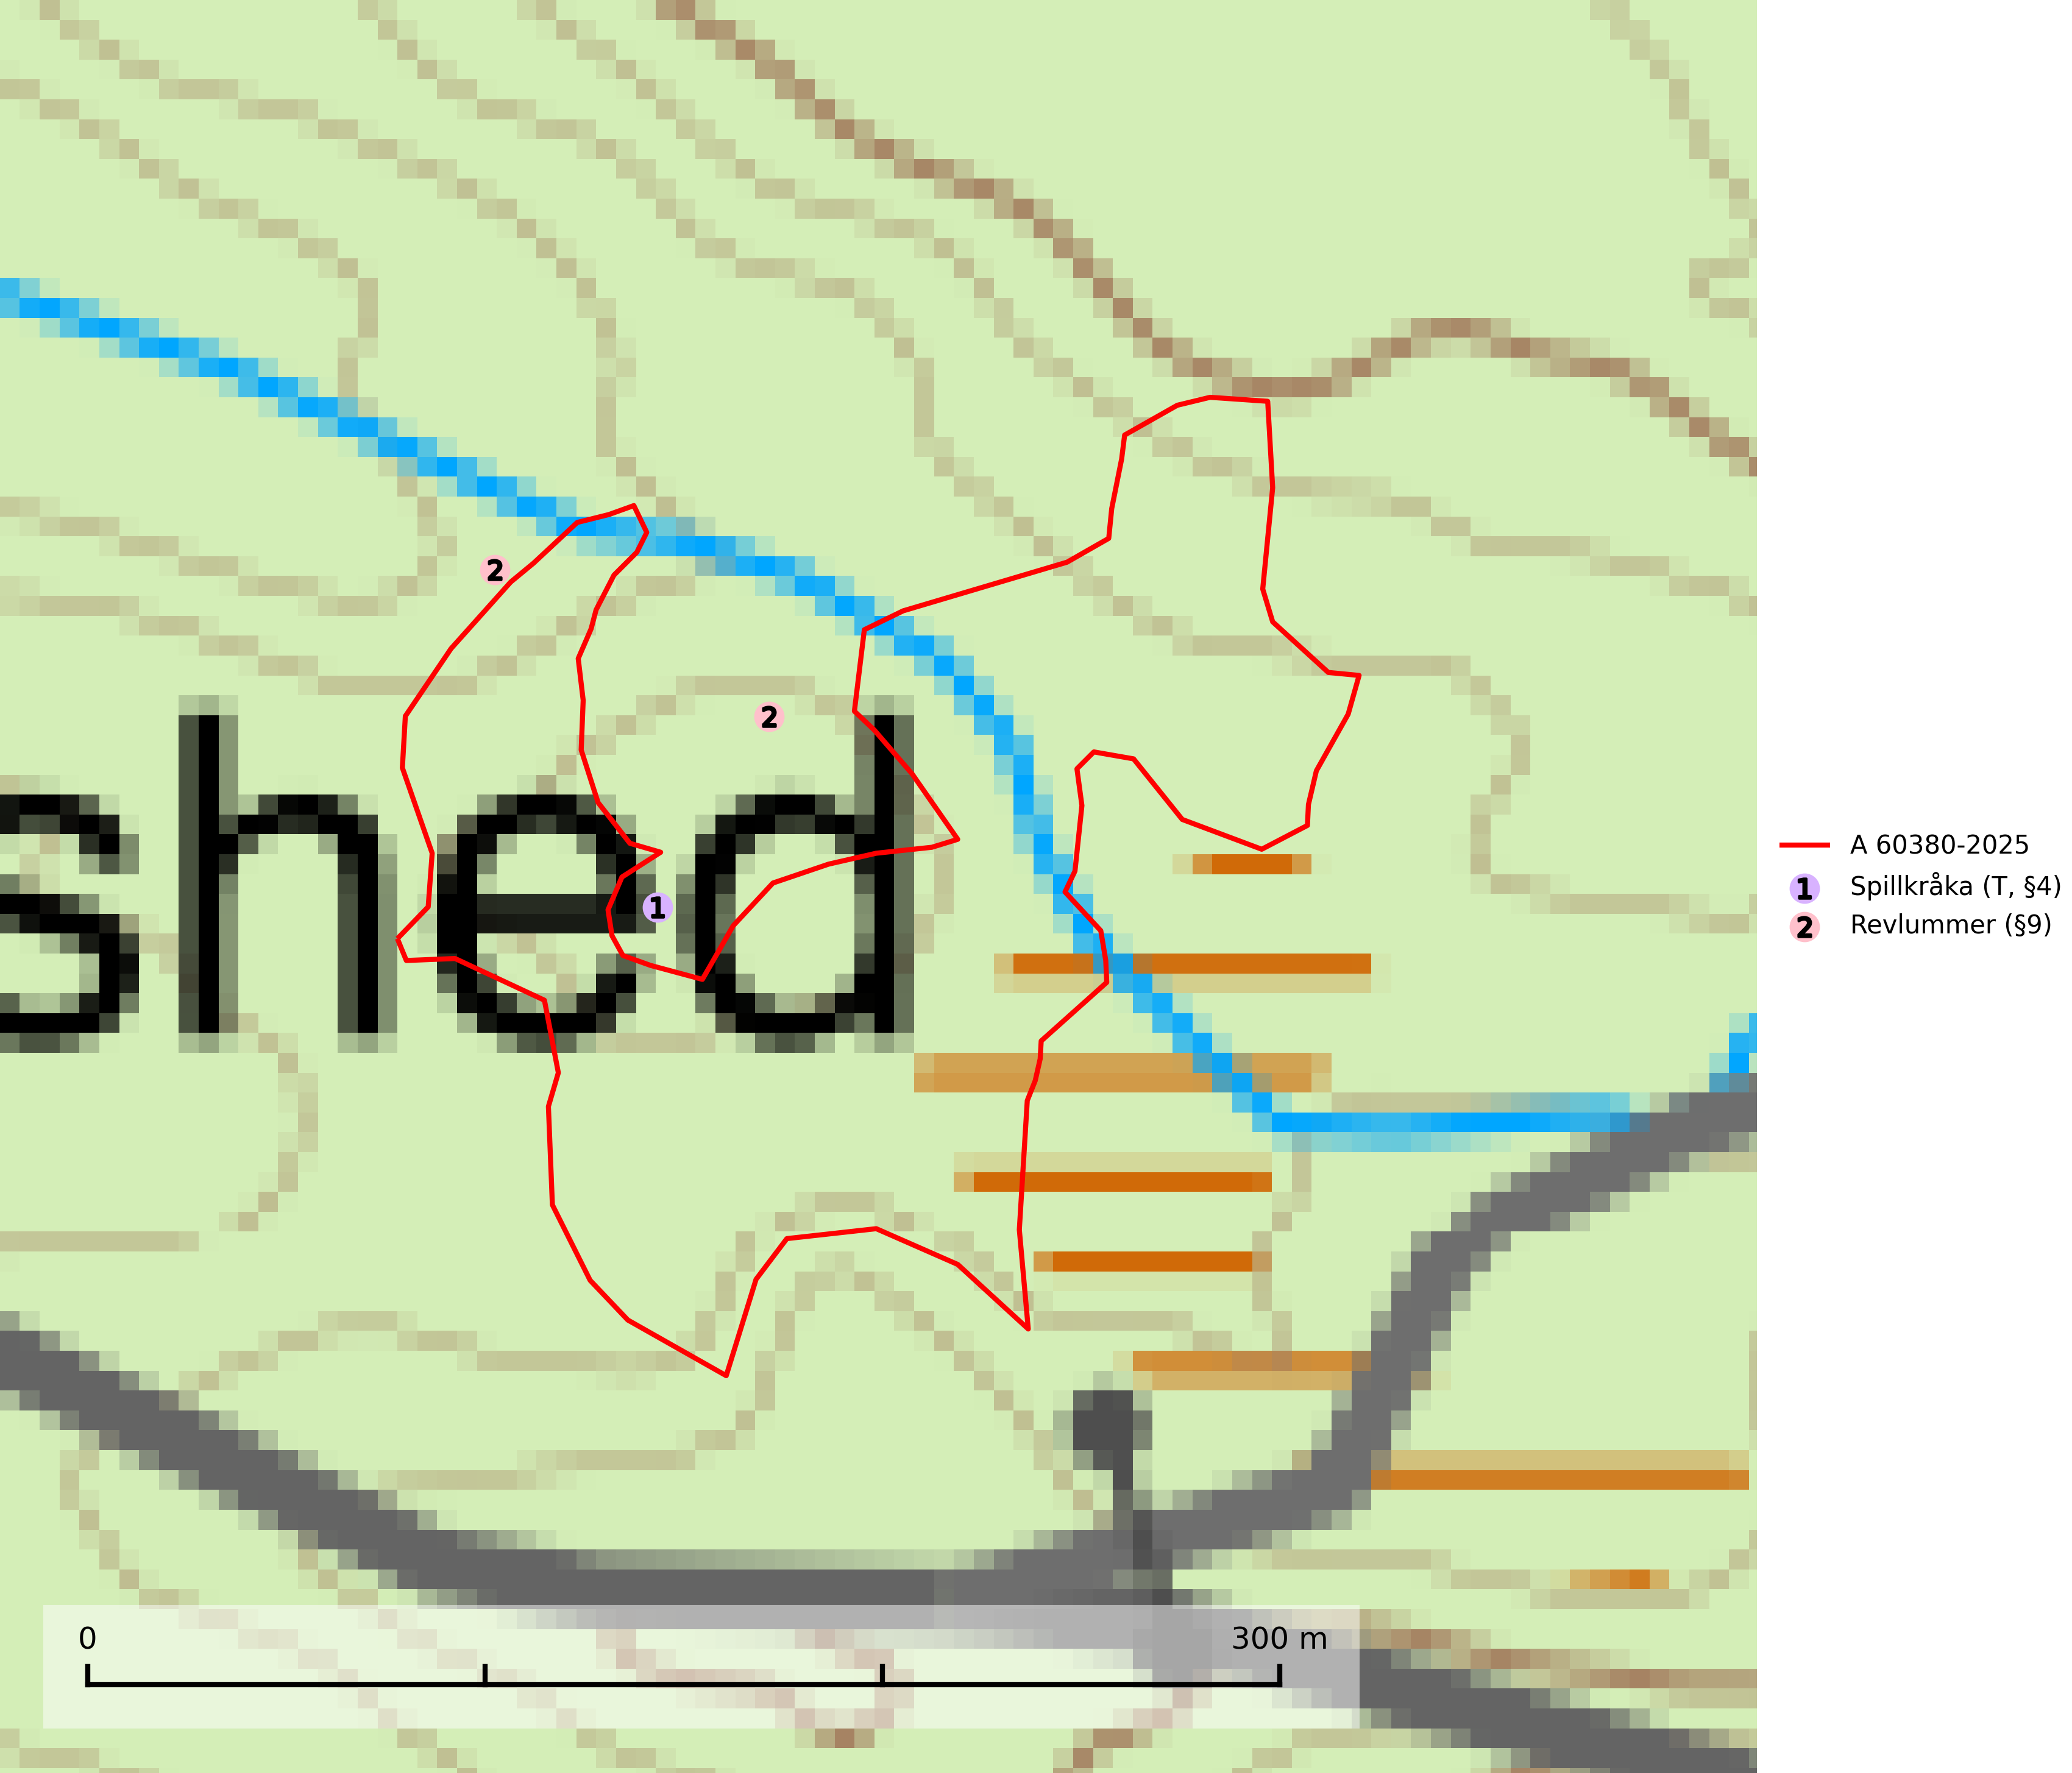 2
2
shed
1
A 60380-2025
1 Spillkråka (T, §4)
2 Revlummer (§9)
0 300 m